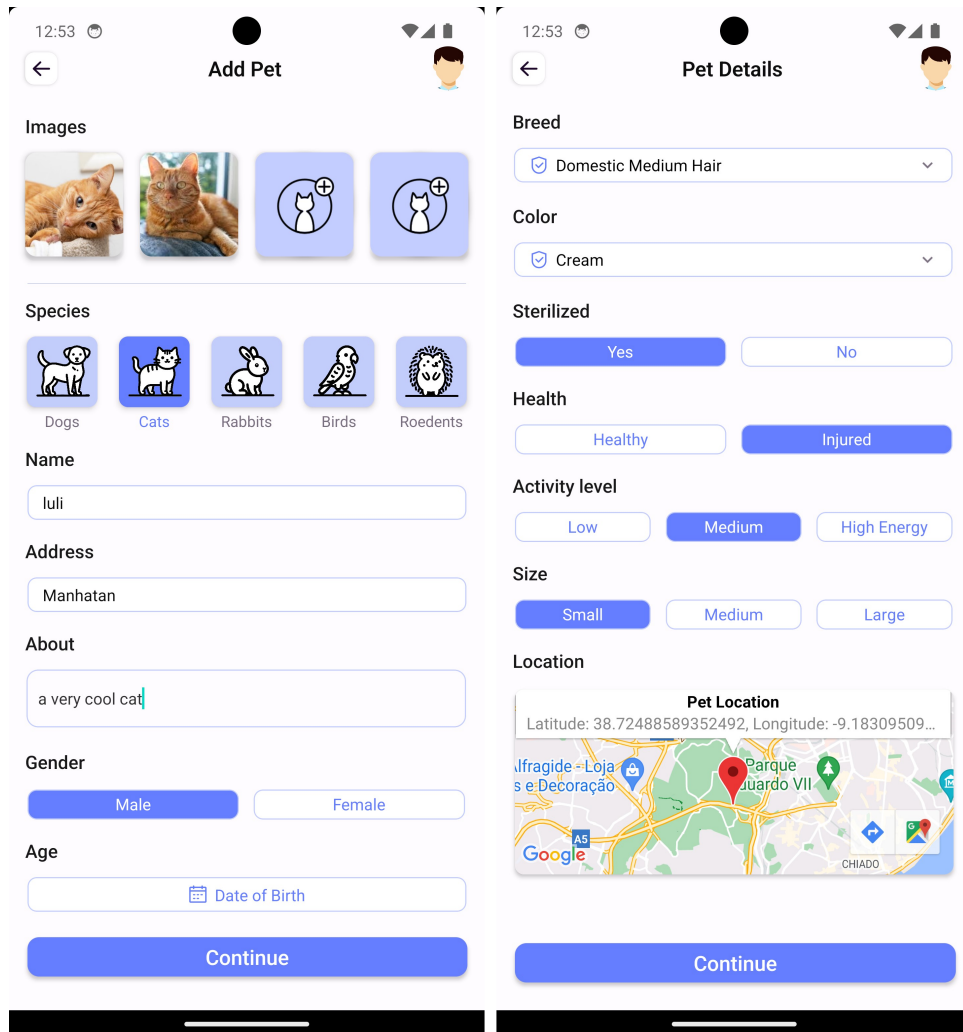 12:53
Add Pet
Images
Species
Dogs
Cats
Rabbits
Birds
Roedents
Name
luli
Address
Manhatan
About
a very cool cat
Gender
Male
Female
Age
Date of Birth
Continue
12:53
Pet Details
Breed
Domestic Medium Hair
Color
Cream
Sterilized
Yes
No
Health
Healthy
Injured
Activity level
Low
Medium
High Energy
Size
Small
Medium
Large
Location
Pet Location
Latitude: 38.72488589352492, Longitude: -9.18309509...
lfragide - Loja
s e Decoração
Parque
duardo VII
A5
Google
G
CHIADO
Continue